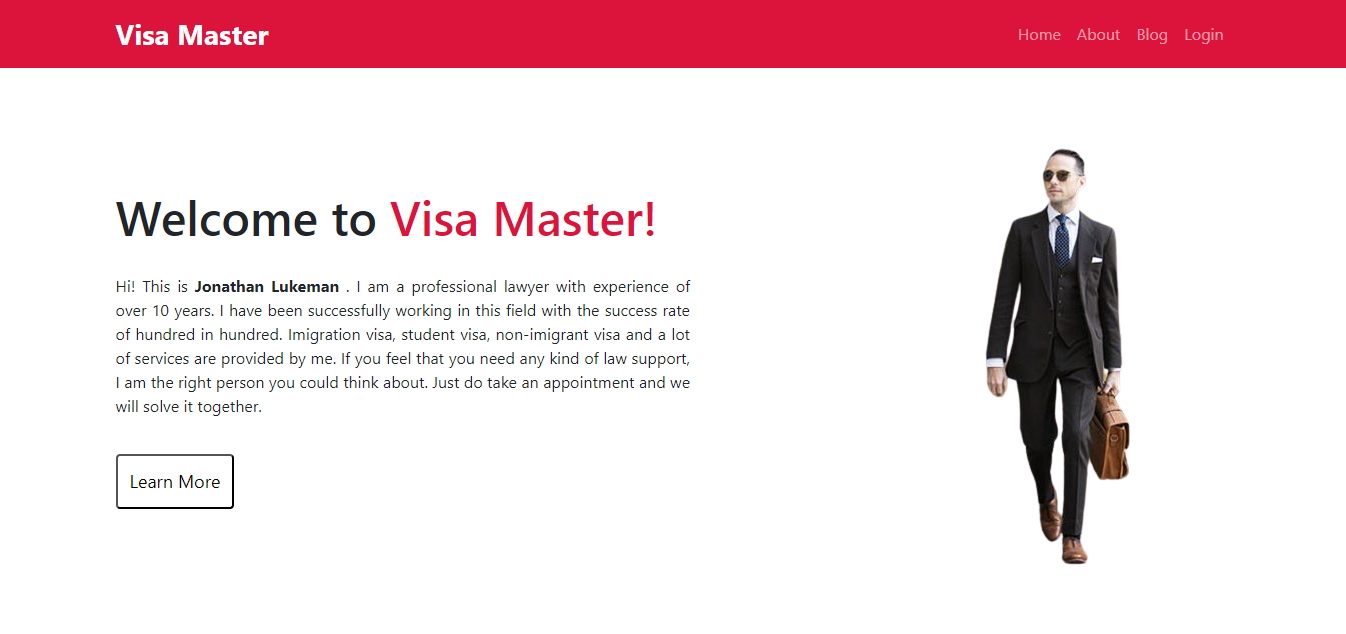 Visa Master
Home About Blog Login
Welcome to Visa Master!
Hi! This is Jonathan Lukeman . I am a professional lawyer with experience of
over 10 years. I have been successfully working in this field with the success rate
of hundred in hundred. Imigration visa, student visa, non-imigrant visa and a lot
of services are provided by me. If you feel that you need any kind of law support,
I am the right person you could think about. Just do take an appointment and we
will solve it together.
Learn More